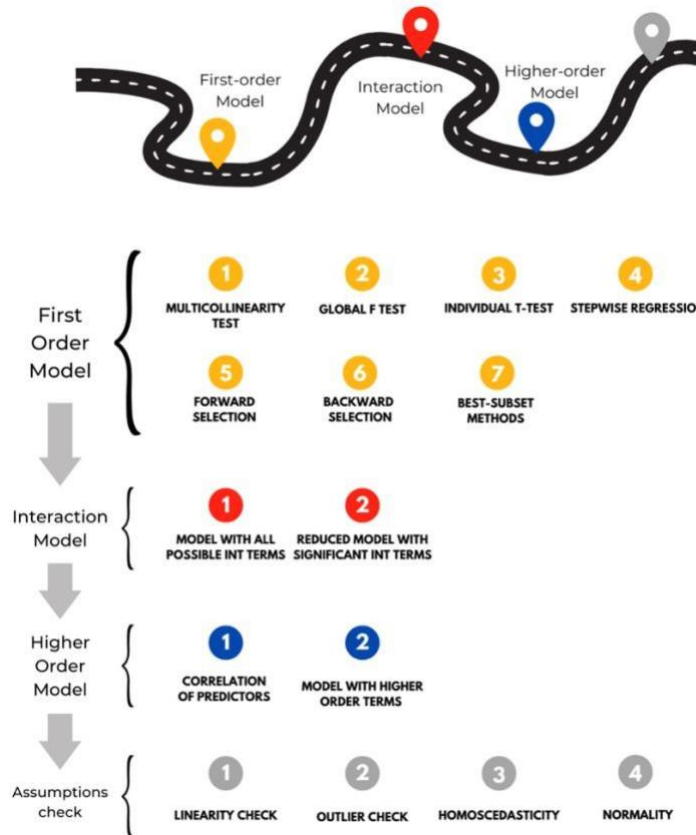 First-order
Model
Interaction
Model
Higher-order
Model
First
Order
Model
1
2
3
4
MULTICOLLINEARITY
TEST
GLOBAL F TEST
INDIVIDUAL T-TEST
STEPWISE REGRESSIO
5
6
7
FORWARD
SELECTION
BACKWARD
SELECTION
BEST-SUBSET
METHODS
Interaction
Model
1
2
MODEL WITH ALL
POSSIBLE INT TERMS
REDUCED MODEL WITH
SIGNIFICANT INT TERMS
Higher
Order
Model
1
2
CORRELATION
OF PREDICTORS
MODEL WITH HIGHER
ORDER TERMS
Assumptions
check
1
2
3
4
LINEARITY CHECK
OUTLIER CHECK
HOMOSCEDASTICITY
NORMALITY